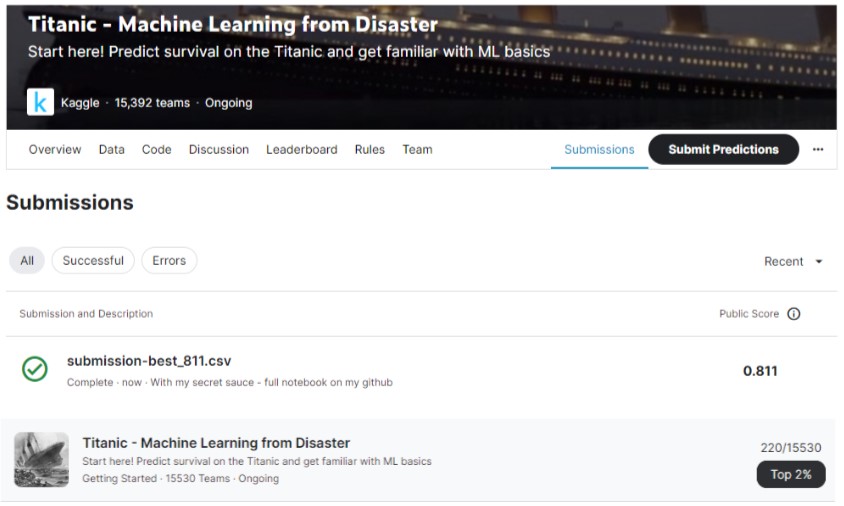 Titanic - Machine Learning from Disaster
Start here! Predict survival on the Titanic and get familiar with ML basics
k Kaggle · 15,392 teams · Ongoing
Overview Data Code Discussion Leaderboard Rules Team Submissions Submit Predictions ...
Submissions
All Successful Errors Recent
Submission and Description Public Score
submission-best_811.csv
Complete · now · With my secret sauce - full notebook on my github
0.811
Titanic - Machine Learning from Disaster
Start here! Predict survival on the Titanic and get familiar with ML basics
Getting Started · 15530 Teams · Ongoing
220/15530
Top 2%